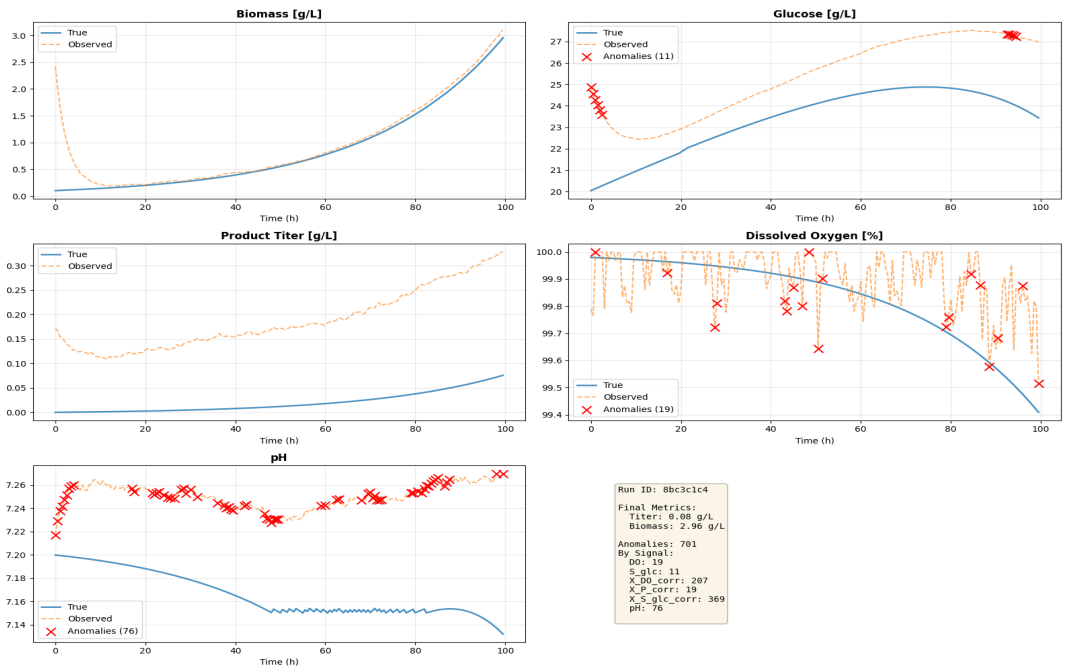 Biomass [g/L]
True
Observed
3.0
2.5
2.0
1.5
1.0
0.5
0.0
0
20
40
60
80
100
Time (h)
Glucose [g/L]
True
Observed
Anomalies (11)
27
26
25
24
23
22
21
20
0
20
40
60
80
100
Time (h)
Product Titer [g/L]
True
Observed
0.30
0.25
0.20
0.15
0.10
0.05
0.00
0
20
40
60
80
100
Time (h)
Dissolved Oxygen [%]
100.0
99.9
99.8
99.7
99.6
99.5
99.4
True
Observed
Anomalies (19)
0
20
40
60
80
100
Time (h)
pH
7.26
7.24
7.22
7.20
7.18
7.16
7.14
True
Observed
Anomalies (76)
0
20
40
60
80
100
Time (h)
Run ID: 8bc3c1c4
Final Metrics:
Titer: 0.08 g/L
Biomass: 2.96 g/L
Anomalies: 701
By Signal:
DO: 19
S_glc: 11
X_DO_corr: 207
X_P_corr: 19
X_S_glc_corr: 369
pH: 76